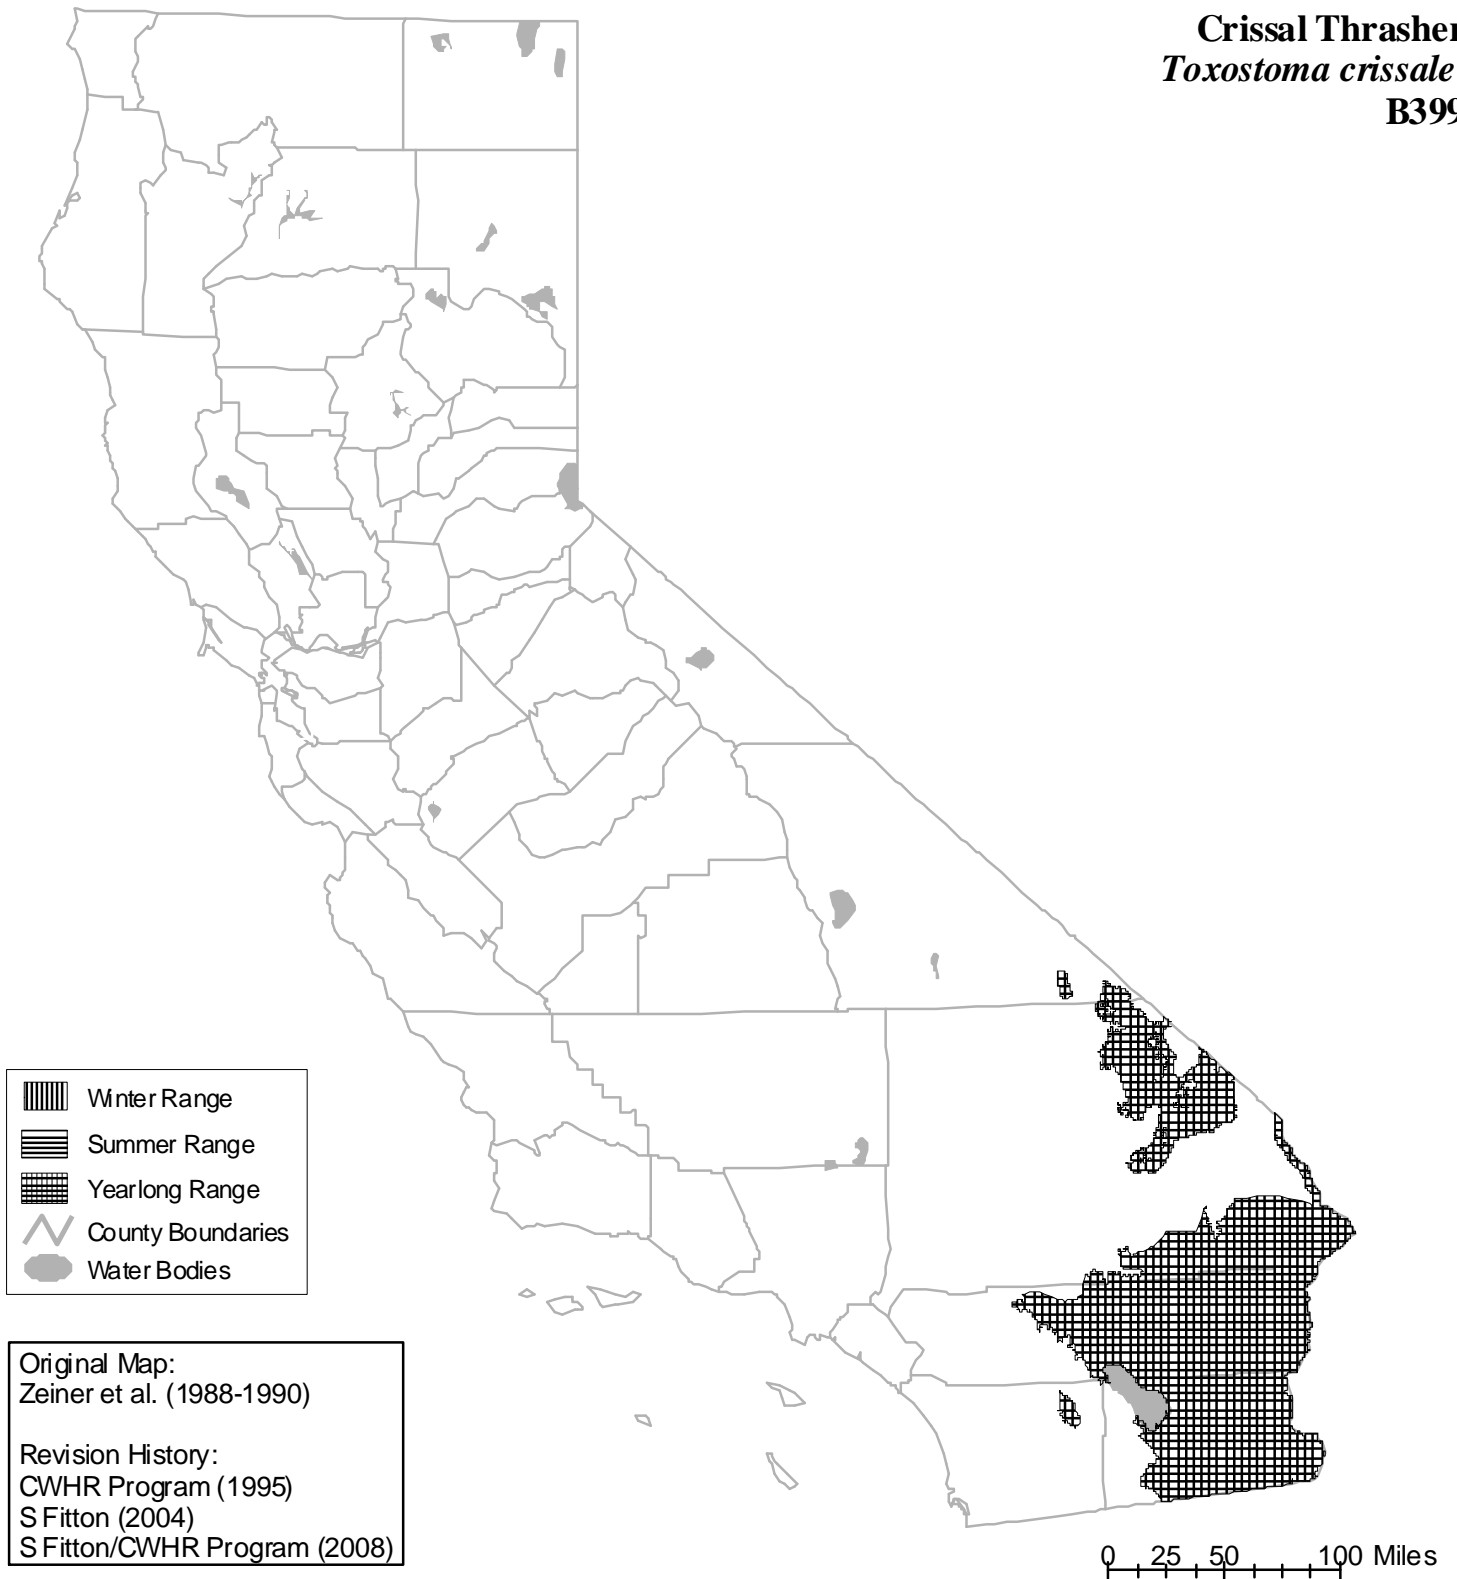 Crissal Thrasher
Toxostoma crissale
B399
Winter Range
Summer Range
Yearlong Range
County Boundaries
Water Bodies
Original Map:
Zeiner et al. (1988-1990)
Revision History:
CWHR Program (1995)
S Fitton (2004)
S Fitton/CWHR Program (2008)
0 25 50 100 Miles